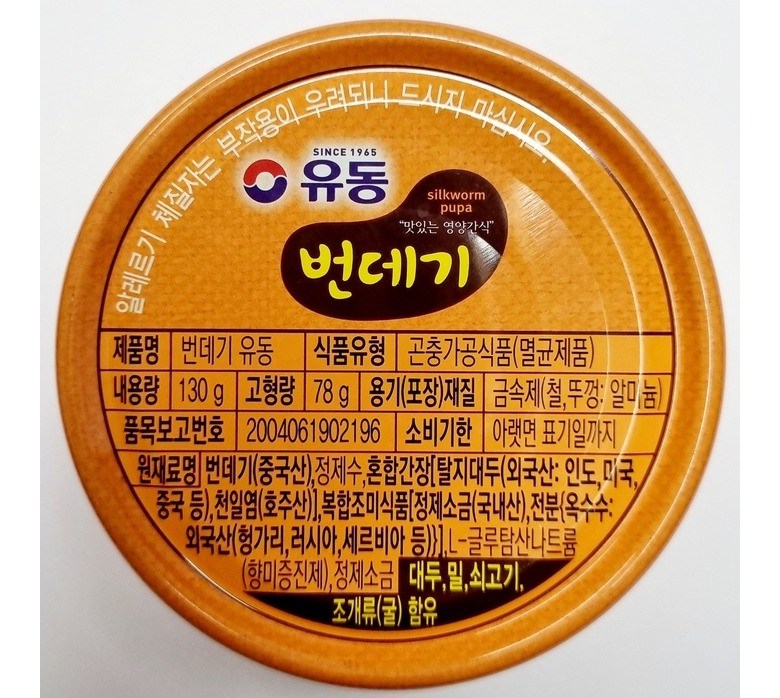 알레르기 체질자는 부작용이 우려되니 드시지 마십시오.
SINCE 1965
유동
silkworm
pupa
"맛있는 영양간식"
번데기
제품명 번데기 유동 식품유형 곤충가공식품(멸균제품)
내용량 130 g 고형량 78 g 용기(포장)재질 금속제(철,뚜껑: 알미늄)
품목보고번호 2004061902196 소비기한 아랫면 표기일까지
원재료명 번데기(중국산),정제수,혼합간장[탈지대두(외국산: 인도,미국,
중국 등),천일염(호주산)],복합조미식품[정제소금(국내산),전분(옥수수:
외국산(헝가리,러시아,세르비아 등))],L-글루탐산나트륨
(향미증진제),정제소금 대두,밀,쇠고기,
조개류(굴) 함유